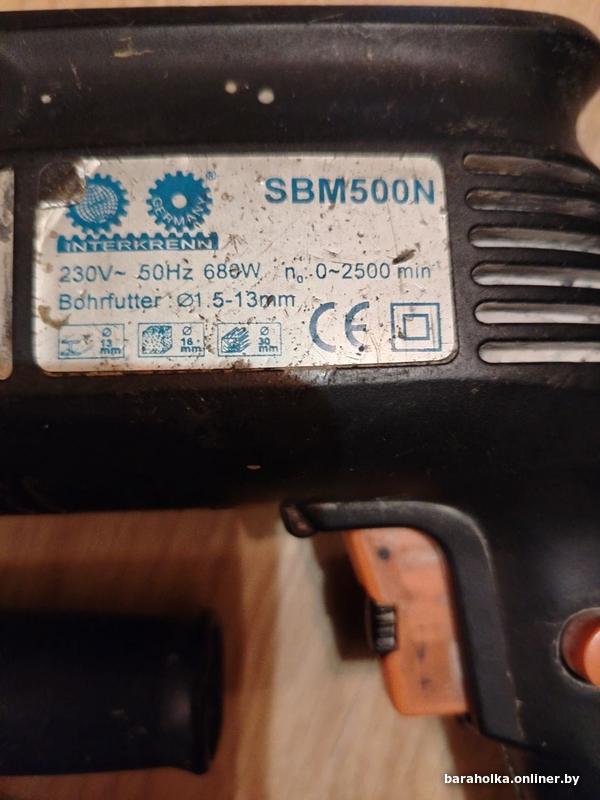 SBM500N
GERMANY ®
INTERKRENN
230V~ 50Hz 680W n₀ 0~2500 min
Bohrfutter Ø1.5-13mm
Ø 13 mm Ø 16 mm Ø 30 mm
CE
baraholka.onliner.by